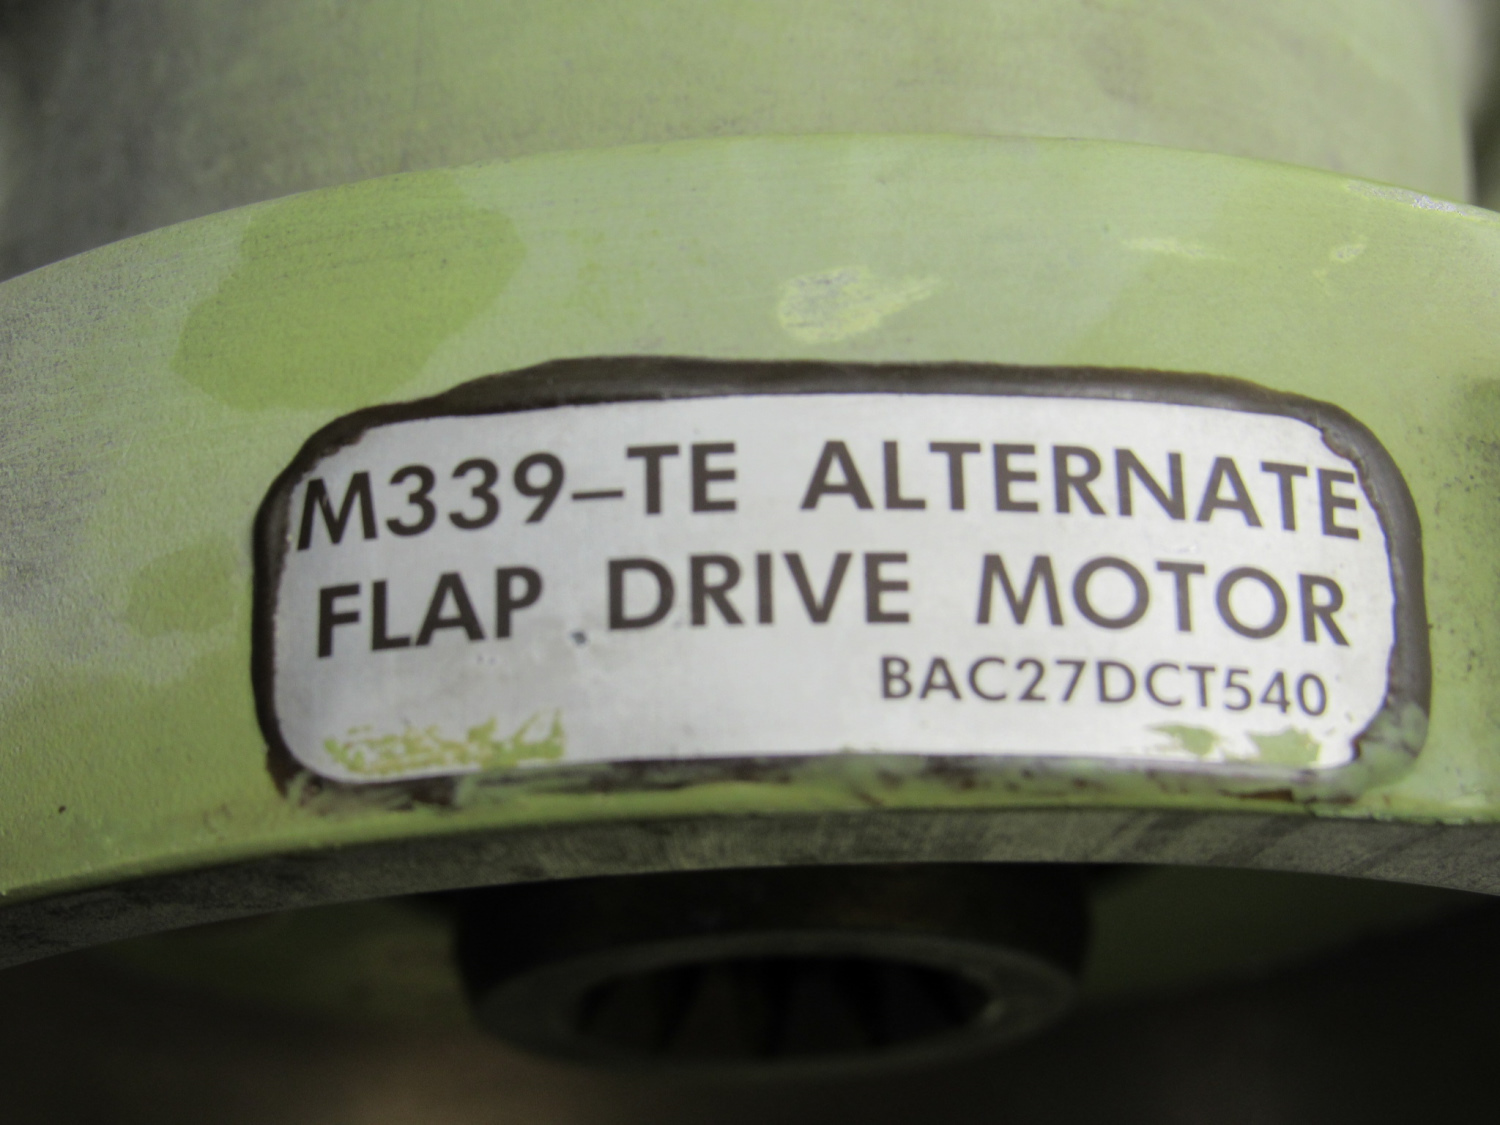 M339–TE ALTERNATE
FLAP DRIVE MOTOR
BAC27DCT540